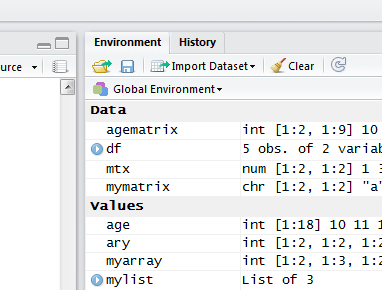 Environment History
urce Import Dataset Clear
Global Environment
Data
agematrix int [1:2, 1:9] 10
df 5 obs. of 2 variab
mtx num [1:2, 1:2] 1 3
mymatrix chr [1:2, 1:2] "a"
Values
age int [1:18] 10 11 1
ary int [1:2, 1:2, 1:2
myarray int [1:2, 1:3, 1:2
mylist List of 3